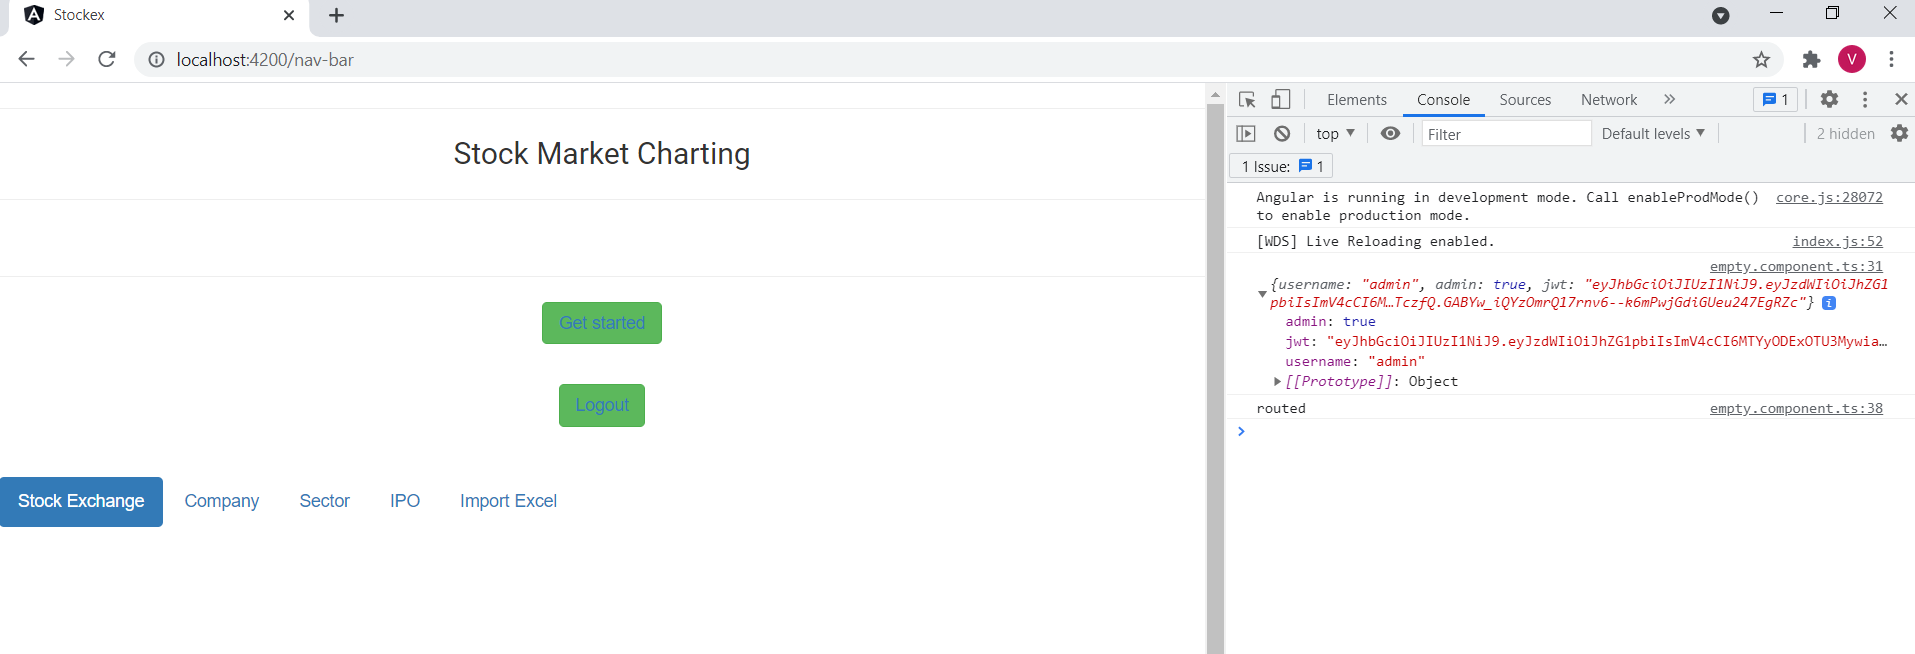 Stockex
localhost:4200/nav-bar
V
Stock Market Charting
Get started
Logout
Stock Exchange Company Sector IPO Import Excel
Elements Console Sources Network 1
top Filter Default levels 2 hidden
1 Issue: 1
Angular is running in development mode. Call enableProdMode() core.js:28072
to enable production mode.
[WDS] Live Reloading enabled. index.js:52
empty.component.ts:31
{username: "admin", admin: true, jwt: "eyJhbGciOiJIUzI1NiJ9.eyJzdWIiOiJhZG1
pbiIsImV4cCI6M…TczfQ.GABYw_iQYzOmrQ17rnv6--k6mPwjGdiGUeu247EgRZc"} i
admin: true
jwt: "eyJhbGciOiJIUzI1NiJ9.eyJzdWIiOiJhZG1pbiIsImV4cCI6MTYyODExOTU3Mywia…
username: "admin"
[[Prototype]]: Object
routed empty.component.ts:38